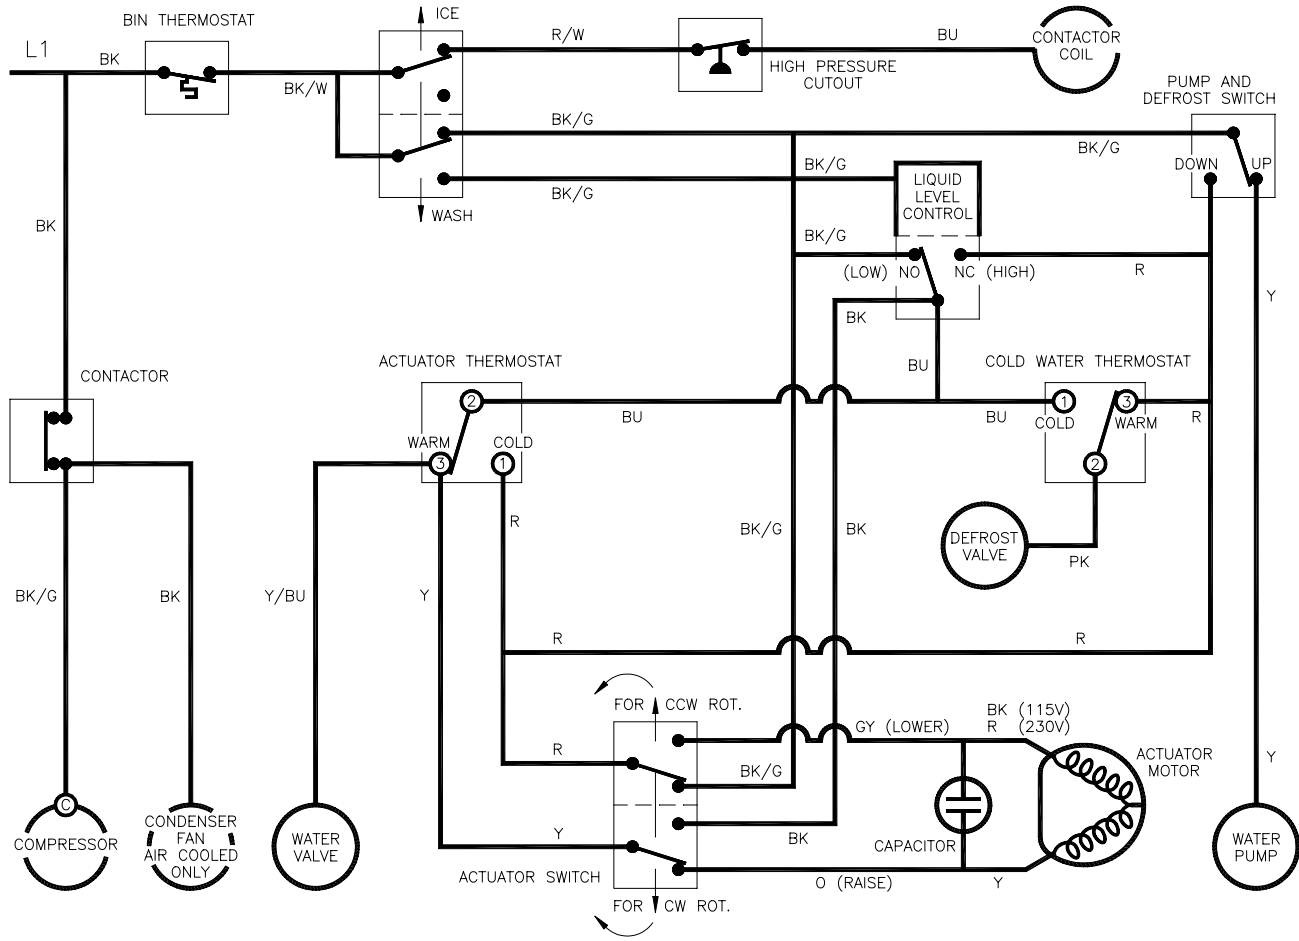 BIN THERMOSTAT
ICE
L1
BK
BK/W
R/W
HIGH PRESSURE
CUTOUT
BU
CONTACTOR
COIL
PUMP AND
DEFROST SWITCH
BK/G
BK/G
DOWN
UP
BK/G
BK/G
LIQUID
LEVEL
CONTROL
WASH
BK
BK/G
(LOW) NO
NC (HIGH)
R
Y
BK
BU
CONTACTOR
ACTUATOR THERMOSTAT
COLD WATER THERMOSTAT
2
BU
BU
1
COLD
3
WARM
R
WARM
3
COLD
1
2
R
BK/G
BK
DEFROST
VALVE
PK
BK/G
BK
Y/BU
Y
R
R
FOR CCW ROT.
GY (LOWER)
BK (115V)
R (230V)
R
BK/G
ACTUATOR
MOTOR
Y
C
COMPRESSOR
CONDENSER
FAN
AIR COOLED
ONLY
WATER
VALVE
Y
BK
CAPACITOR
WATER
PUMP
ACTUATOR SWITCH
O (RAISE)
Y
FOR CW ROT.